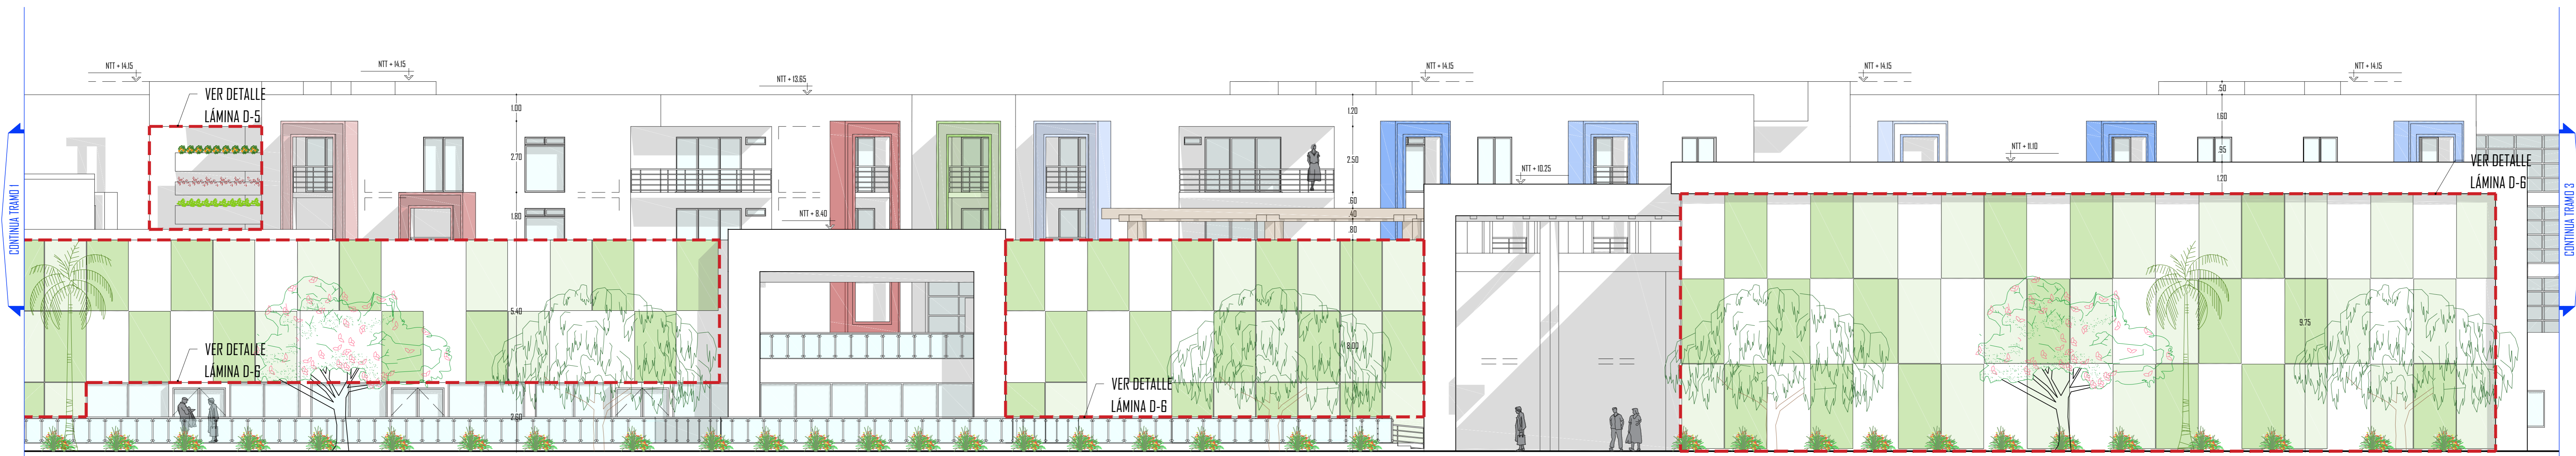 NTT + 14.15
NTT + 14.15
NTT + 13.65
NTT + 14.15
NTT + 14.15
NTT + 14.15
VER DETALLE
LÁMINA D-5
1.00
2.70
1.80
5.40
2.60
NTT + 8.40
1.20
2.50
.60
.40
.80
8.00
NTT + 10.25
NTT + 11.10
.50
1.60
.95
1.20
9.75
VER DETALLE
LÁMINA D-6
VER DETALLE
LÁMINA D-6
VER DETALLE
LÁMINA D-6
CONTINUA TRAMO 1
CONTINUA TRAMO 3